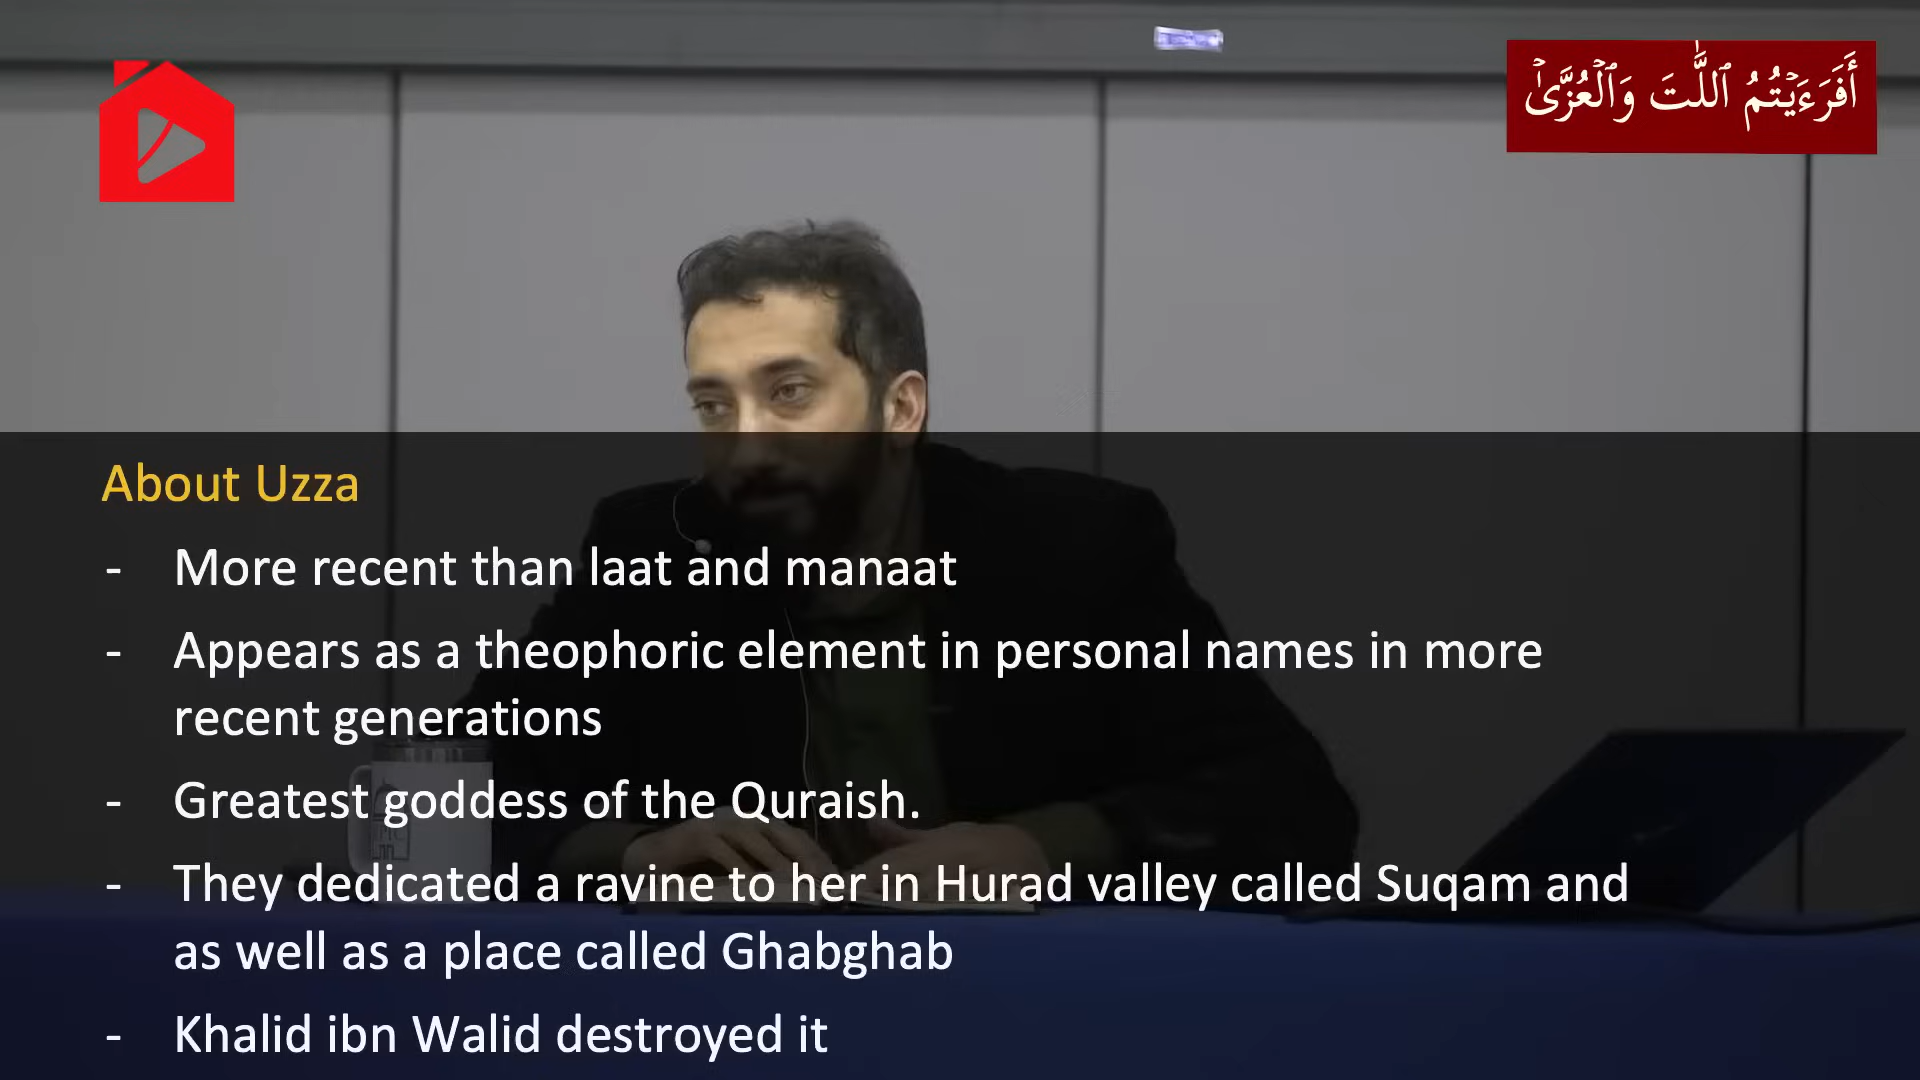 أَفَرَءَيۡتُمُ ٱللَّٰتَ وَٱلۡعُزَّىٰ
About Uzza
- More recent than laat and manaat
- Appears as a theophoric element in personal names in more
recent generations
- Greatest goddess of the Quraish.
- They dedicated a ravine to her in Hurad valley called Suqam and
as well as a place called Ghabghab
- Khalid ibn Walid destroyed it